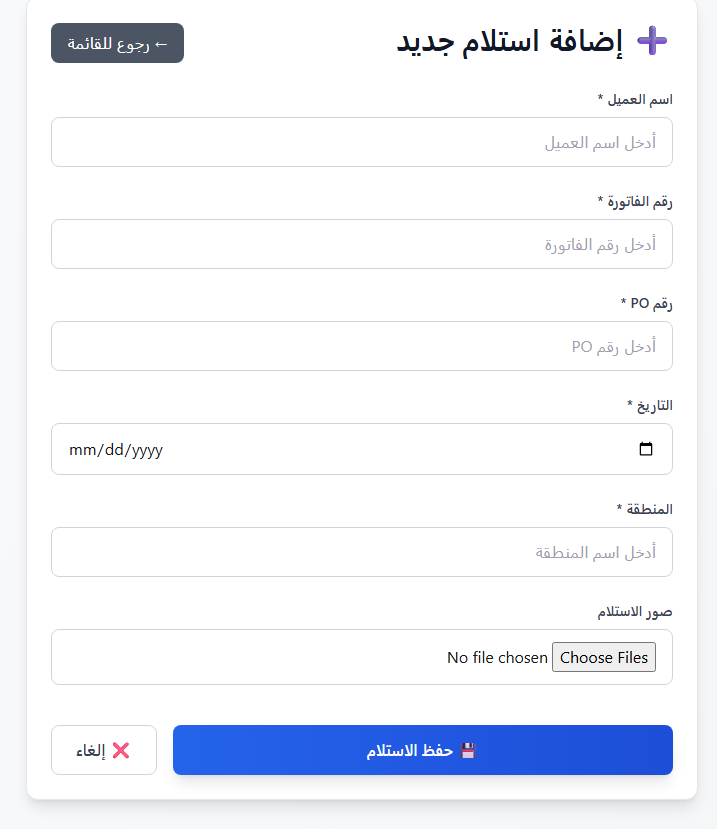 ➕ إضافة استلام جديد
← رجوع للقائمة
اسم العميل *
أدخل اسم العميل
رقم الفاتورة *
أدخل رقم الفاتورة
رقم PO *
أدخل رقم PO
التاريخ *
mm/dd/yyyy
المنطقة *
أدخل اسم المنطقة
صور الاستلام
Choose Files No file chosen
💾 حفظ الاستلام
❌ إلغاء